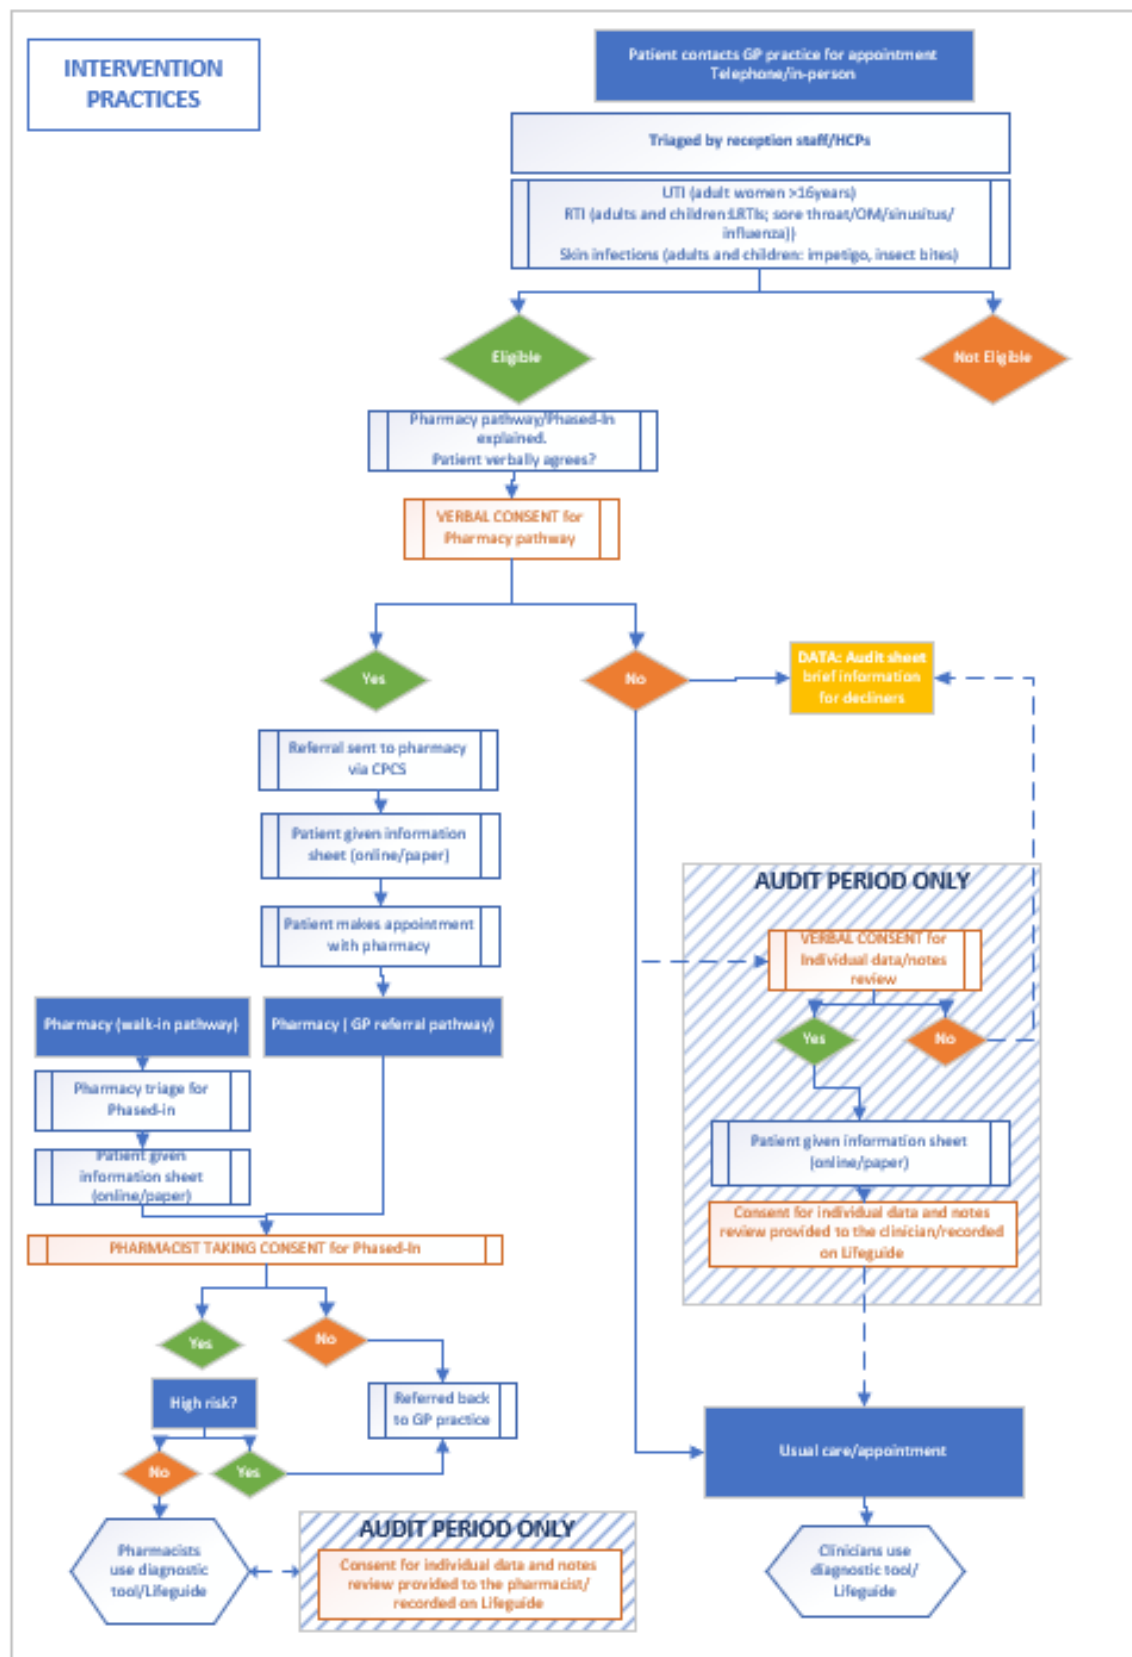 INTERVENTION
PRACTICES
Patient contacts GP practice for appointment
Telephone/in-person
Triaged by reception staff/HCPs
UTI (adult women >16years)
RTI (adults and children:LRTIs; sore throat/OM/sinusitus/
influenza))
Skin infections (adults and children: impetigo, insect bites)
Eligible
Not Eligible
Pharmacy pathway/Phased-In
explained.
Patient verbally agrees?
VERBAL CONSENT for
Pharmacy pathway
Yes
No
DATA: Audit sheet
brief information
for decliners
Referral sent to pharmacy
via CPCS
Patient given information
sheet (online/paper)
Patient makes appointment
with pharmacy
AUDIT PERIOD ONLY
VERBAL CONSENT for
Individual data/notes
review
Yes
No
Patient given information sheet
(online/paper)
Consent for individual data and notes
review provided to the clinician/recorded
on Lifeguide
Pharmacy (walk-in pathway)
Pharmacy ( GP referral pathway)
Pharmacy triage for
Phased-in
Patient given
information sheet
(online/paper)
PHARMACIST TAKING CONSENT for Phased-In
Yes
No
High risk?
Referred back
to GP practice
No
Yes
Pharmacists
use diagnostic
tool/Lifeguide
AUDIT PERIOD ONLY
Consent for individual data and notes
review provided to the pharmacist/
recorded on Lifeguide
Usual care/appointment
Clinicians use
diagnostic tool/
Lifeguide